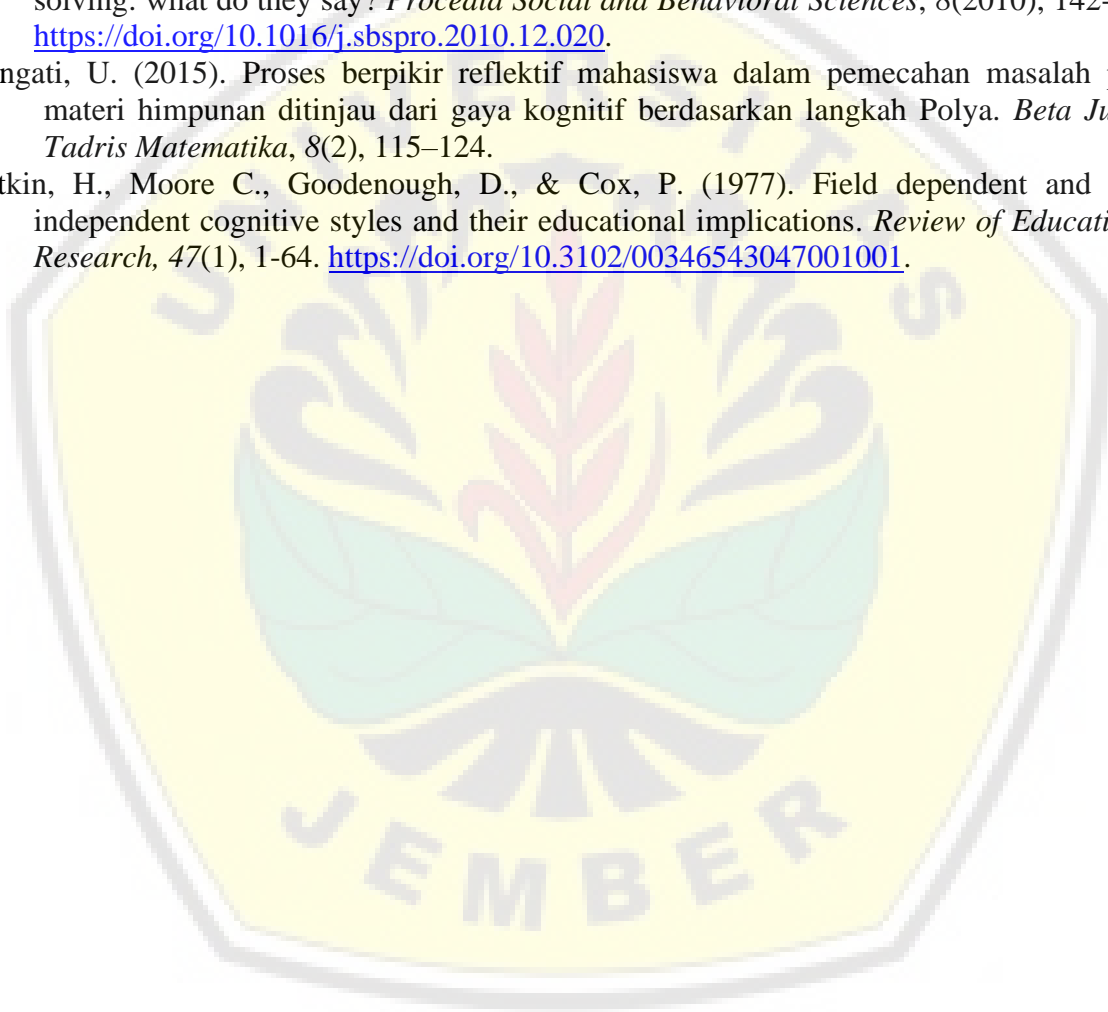 solving: what do they say? Procedia Social and Behavioral Sciences, 8(2010), 142-
https://doi.org/10.1016/j.sbspro.2010.12.020.
ngati, U. (2015). Proses berpikir reflektif mahasiswa dalam pemecahan masalah
materi himpunan ditinjau dari gaya kognitif berdasarkan langkah Polya. Beta
Tadris Matematika, 8(2), 115–124.
tkin, H., Moore C., Goodenough, D., & Cox, P. (1977). Field dependent and
independent cognitive styles and their educational implications. Review of Educati
Research, 47(1), 1-64. https://doi.org/10.3102/00346543047001001.
UNIVERSITAS
JEMBER